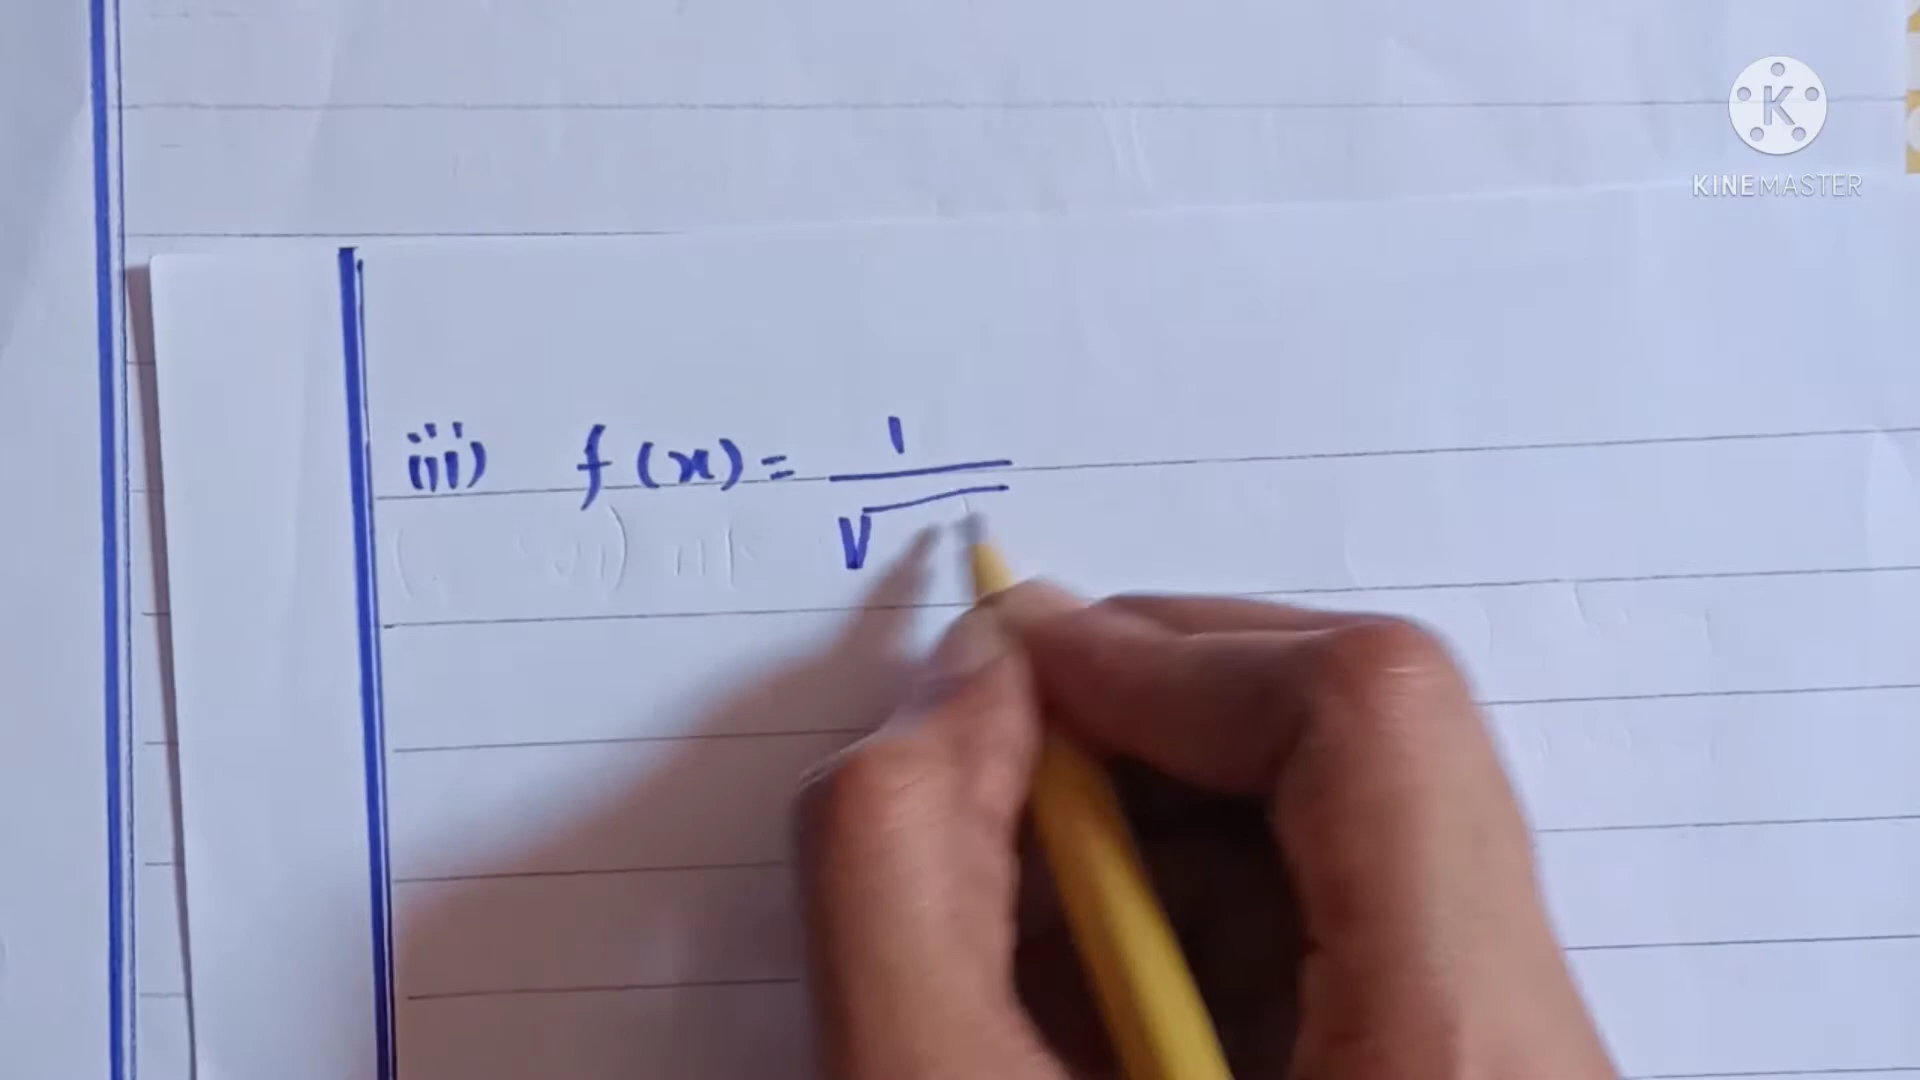 KINEMASTER
iii) f(x) = 1/√